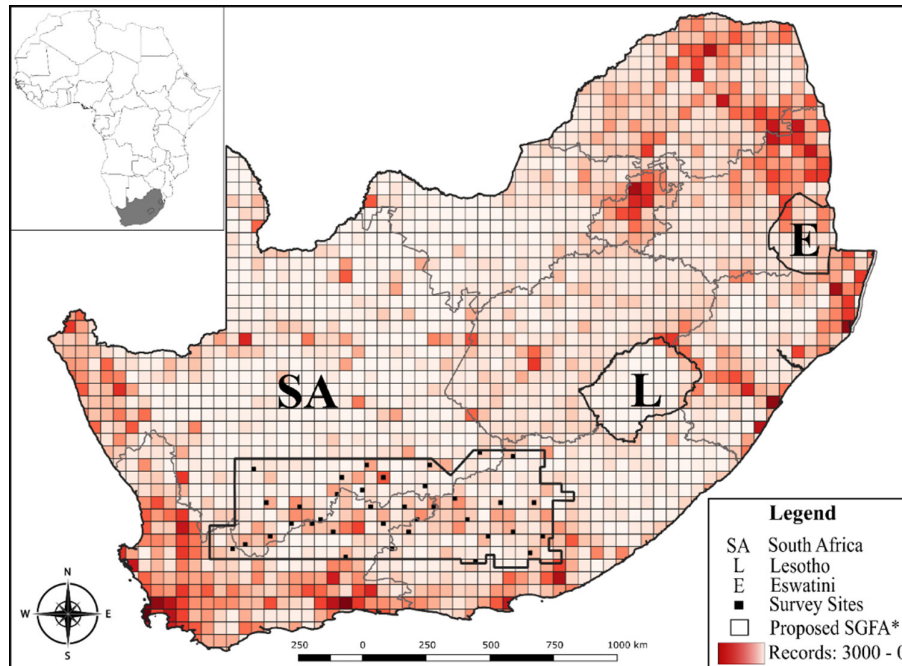 E
SA
L
Legend
SA South Africa
L Lesotho
E Eswatini
Survey Sites
Proposed SGFA*
Records: 3000 - 0
N
W E
S
250 0 250 500 750 1000 km